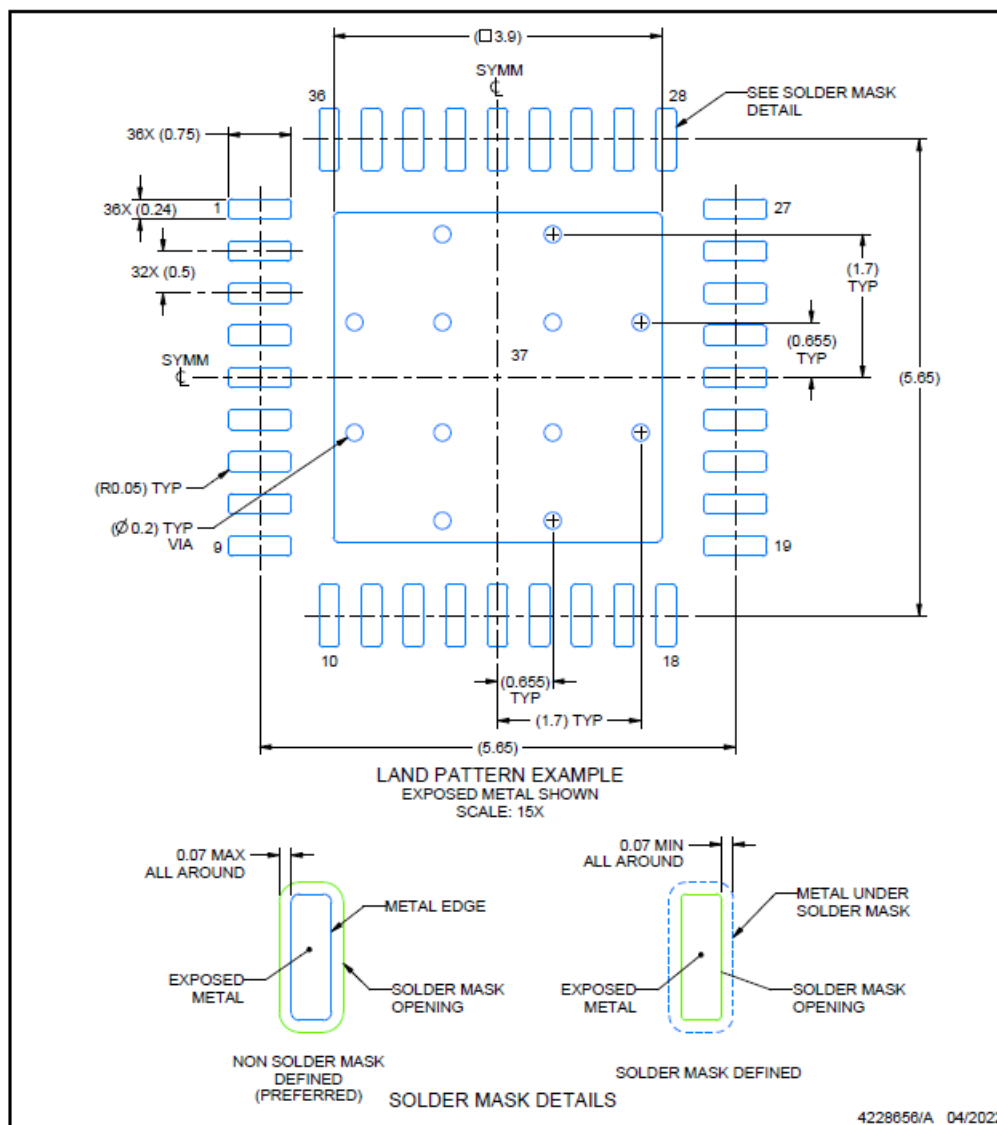 (□3.9)
SYMM
℄
36
28
SEE SOLDER MASK
DETAIL
36X (0.75)
36X (0.24)
1
27
32X (0.5)
(1.7)
TYP
(0.655)
TYP
37
SYMM
℄
(5.65)
(R0.05) TYP
(Ø0.2) TYP
VIA
9
19
10
18
(0.655)
TYP
(1.7) TYP
(5.65)
LAND PATTERN EXAMPLE
EXPOSED METAL SHOWN
SCALE: 15X
0.07 MAX
ALL AROUND
METAL EDGE
EXPOSED
METAL
SOLDER MASK
OPENING
NON SOLDER MASK
DEFINED
(PREFERRED)
0.07 MIN
ALL AROUND
METAL UNDER
SOLDER MASK
EXPOSED
METAL
SOLDER MASK
OPENING
SOLDER MASK DEFINED
SOLDER MASK DETAILS
4228656/A 04/2022